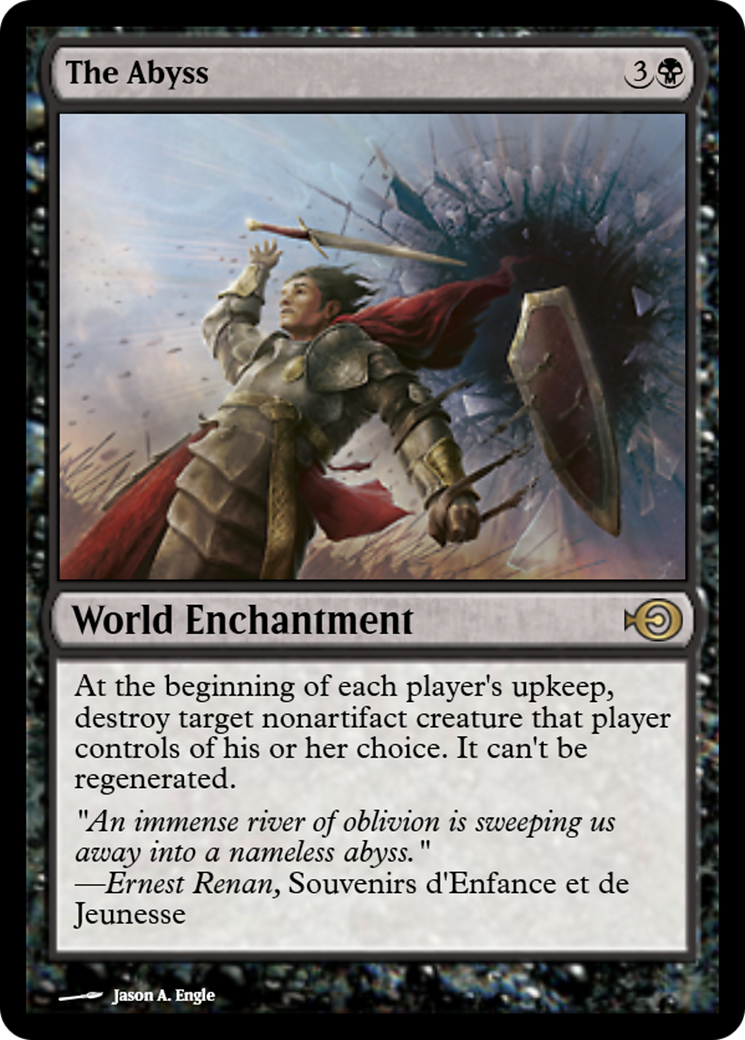 The Abyss
3
World Enchantment
At the beginning of each player's upkeep,
destroy target nonartifact creature that player
controls of his or her choice. It can't be
regenerated.
"An immense river of oblivion is sweeping us
away into a nameless abyss."
—Ernest Renan, Souvenirs d'Enfance et de
Jeunesse
Jason A. Engle